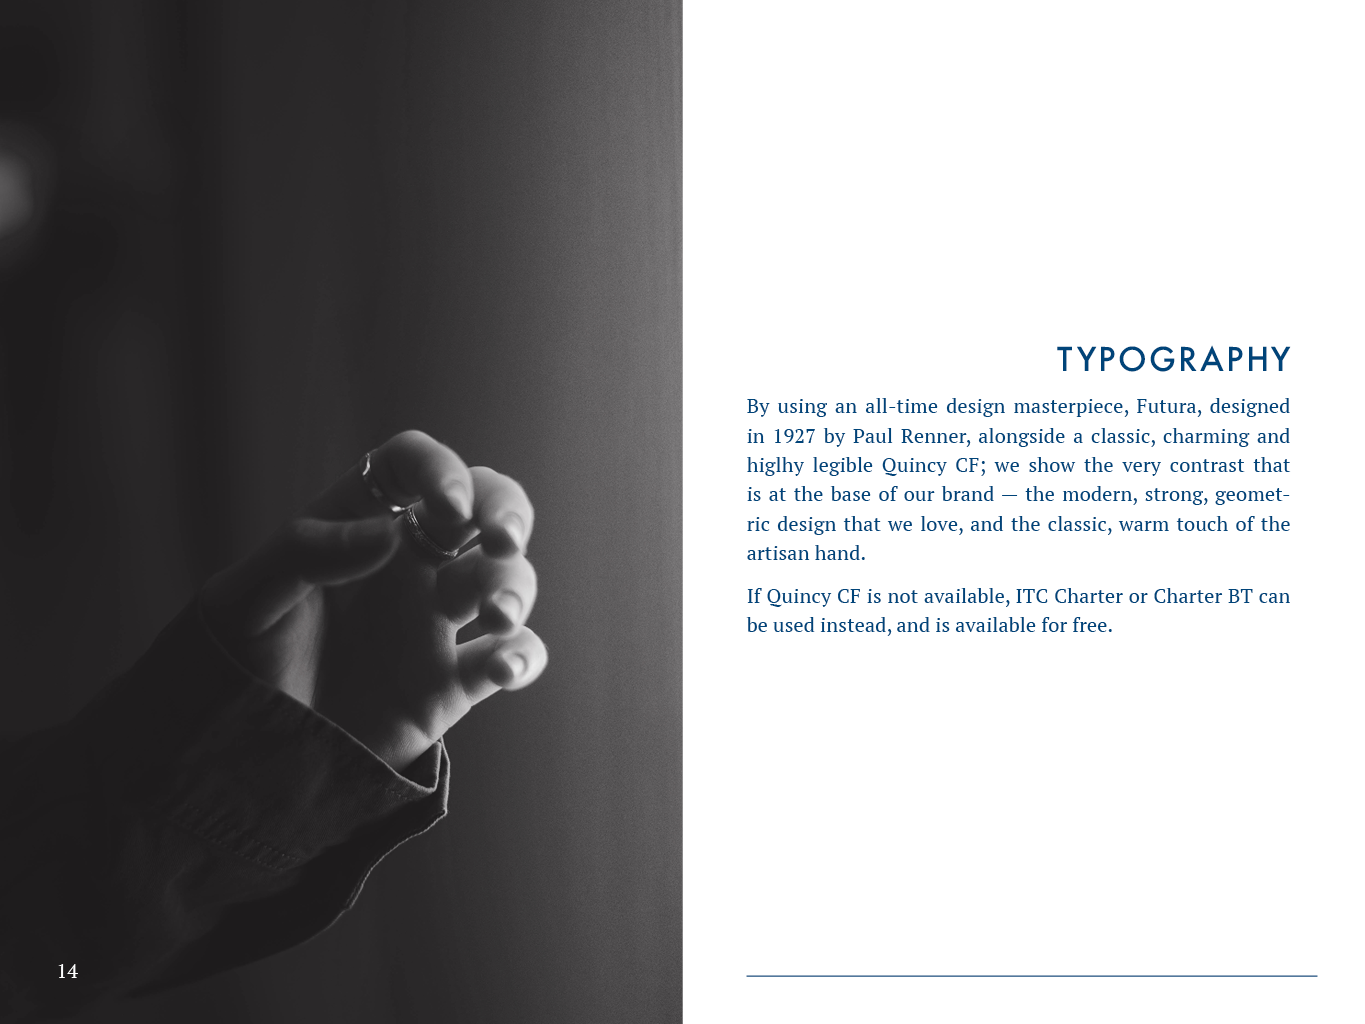 TYPOGRAPHY
By using an all-time design masterpiece, Futura, designed
in 1927 by Paul Renner, alongside a classic, charming and
higlhy legible Quincy CF; we show the very contrast that
is at the base of our brand — the modern, strong, geomet-
ric design that we love, and the classic, warm touch of the
artisan hand.
If Quincy CF is not available, ITC Charter or Charter BT can
be used instead, and is available for free.
14